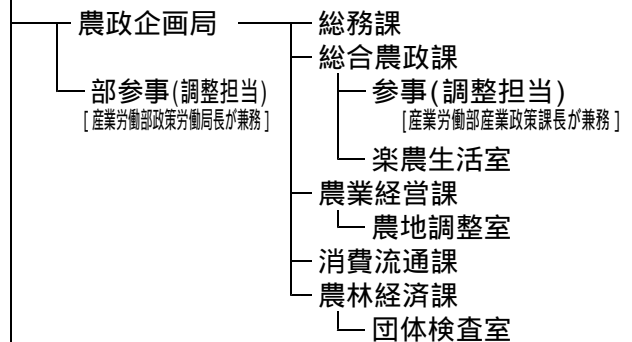 農政企画局 総務課
総合農政課
部参事(調整担当) 参事(調整担当)
[産業労働部政策労働局長が兼務] [産業労働部産業政策課長が兼務]
楽農生活室
農業経営課
農地調整室
消費流通課
農林経済課
団体検査室